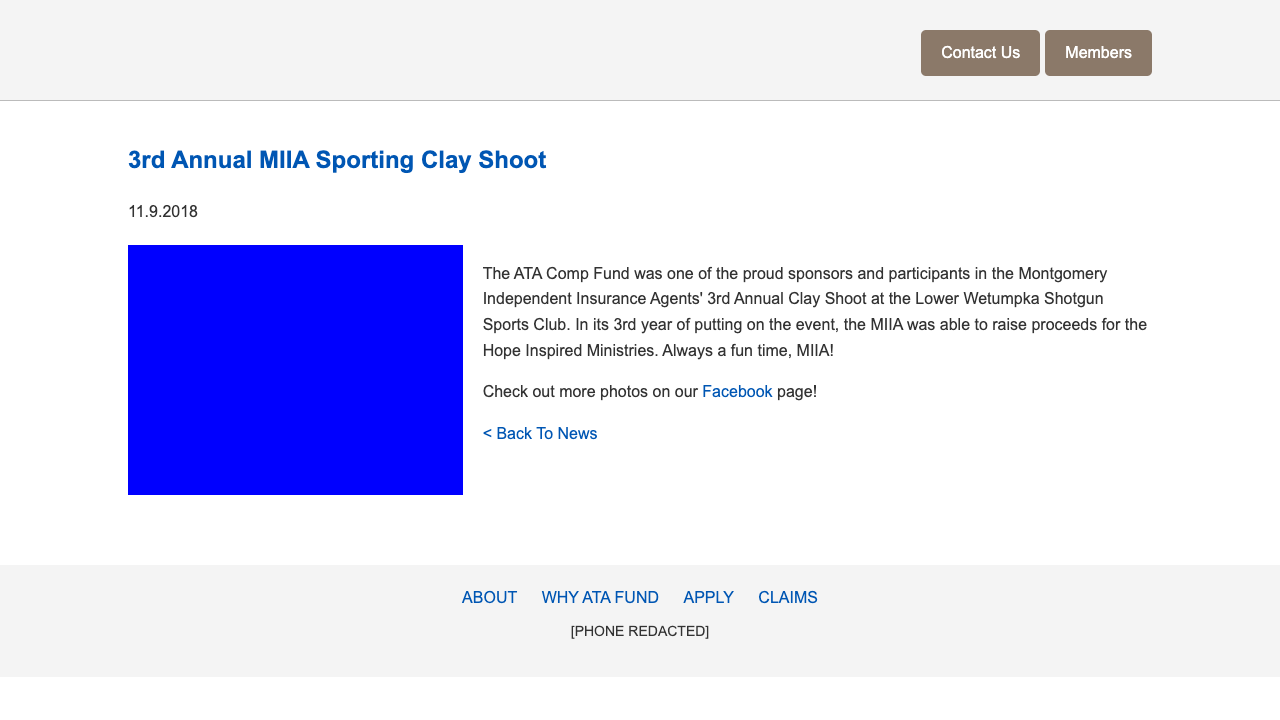 Contact Us Members
3rd Annual MIIA Sporting Clay Shoot
11.9.2018
The ATA Comp Fund was one of the proud sponsors and participants in the Montgomery
Independent Insurance Agents' 3rd Annual Clay Shoot at the Lower Wetumpka Shotgun
Sports Club. In its 3rd year of putting on the event, the MIIA was able to raise proceeds for the
Hope Inspired Ministries. Always a fun time, MIIA!
Check out more photos on our Facebook page!
< Back To News
ABOUT WHY ATA FUND APPLY CLAIMS
[PHONE REDACTED]